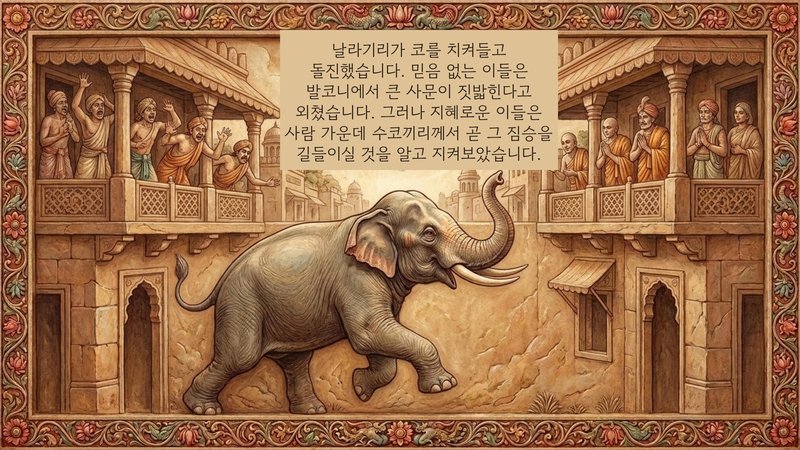 날라기리가 코를 치켜들고
돌진했습니다. 믿음 없는 이들은
발코니에서 큰 사문이 짓밟힌다고
외쳤습니다. 그러나 지혜로운 이들은
사람 가운데 수코끼리께서 곧 그 짐승을
길들이실 것을 알고 지켜보았습니다.